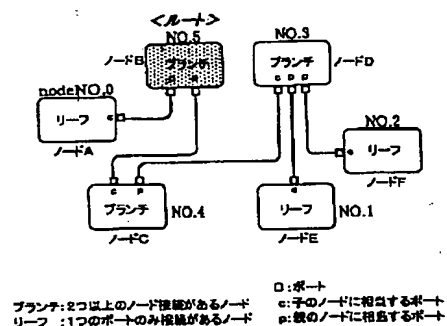 <ルート>
NO.5
NO.3
ノードB
ブランチ
ブランチ
ノードD
nodeNO.0
c
c
p
p
リーフ
c
NO.2
リーフ
ノードA
ノードF
c
p
ブランチ
NO.4
リーフ
NO.1
ノードC
ノードE
□:ポート
ブランチ:2つ以上のノード接続があるノード
c:子のノードに相当するポート
リーフ :1つのポートのみ接続があるノード
p:親のノードに相当するポート